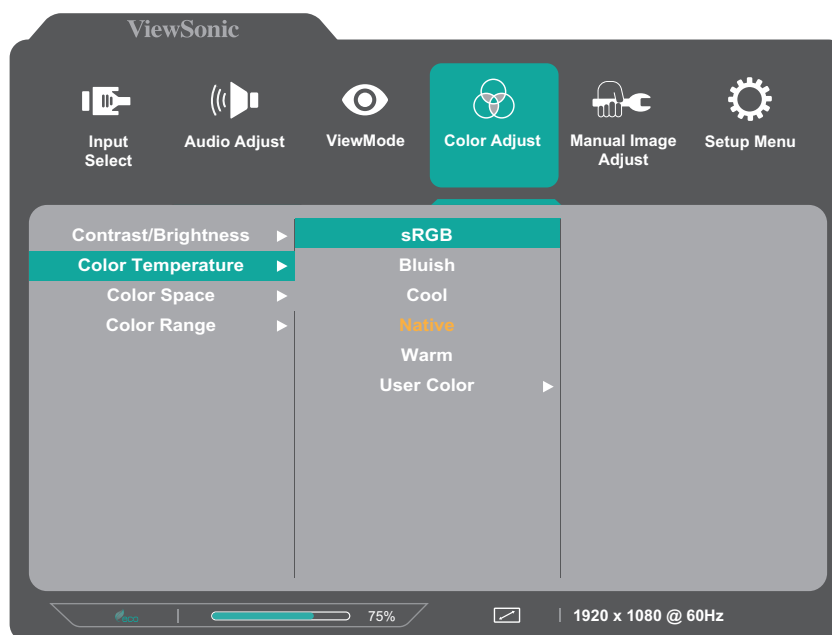 ViewSonic
Input
Select
Audio Adjust
ViewMode
Color Adjust
Manual Image
Adjust
Setup Menu
Contrast/Brightness
Color Temperature
Color Space
Color Range
sRGB
Bluish
Cool
Native
Warm
User Color
eco
75%
1920 x 1080 @ 60Hz